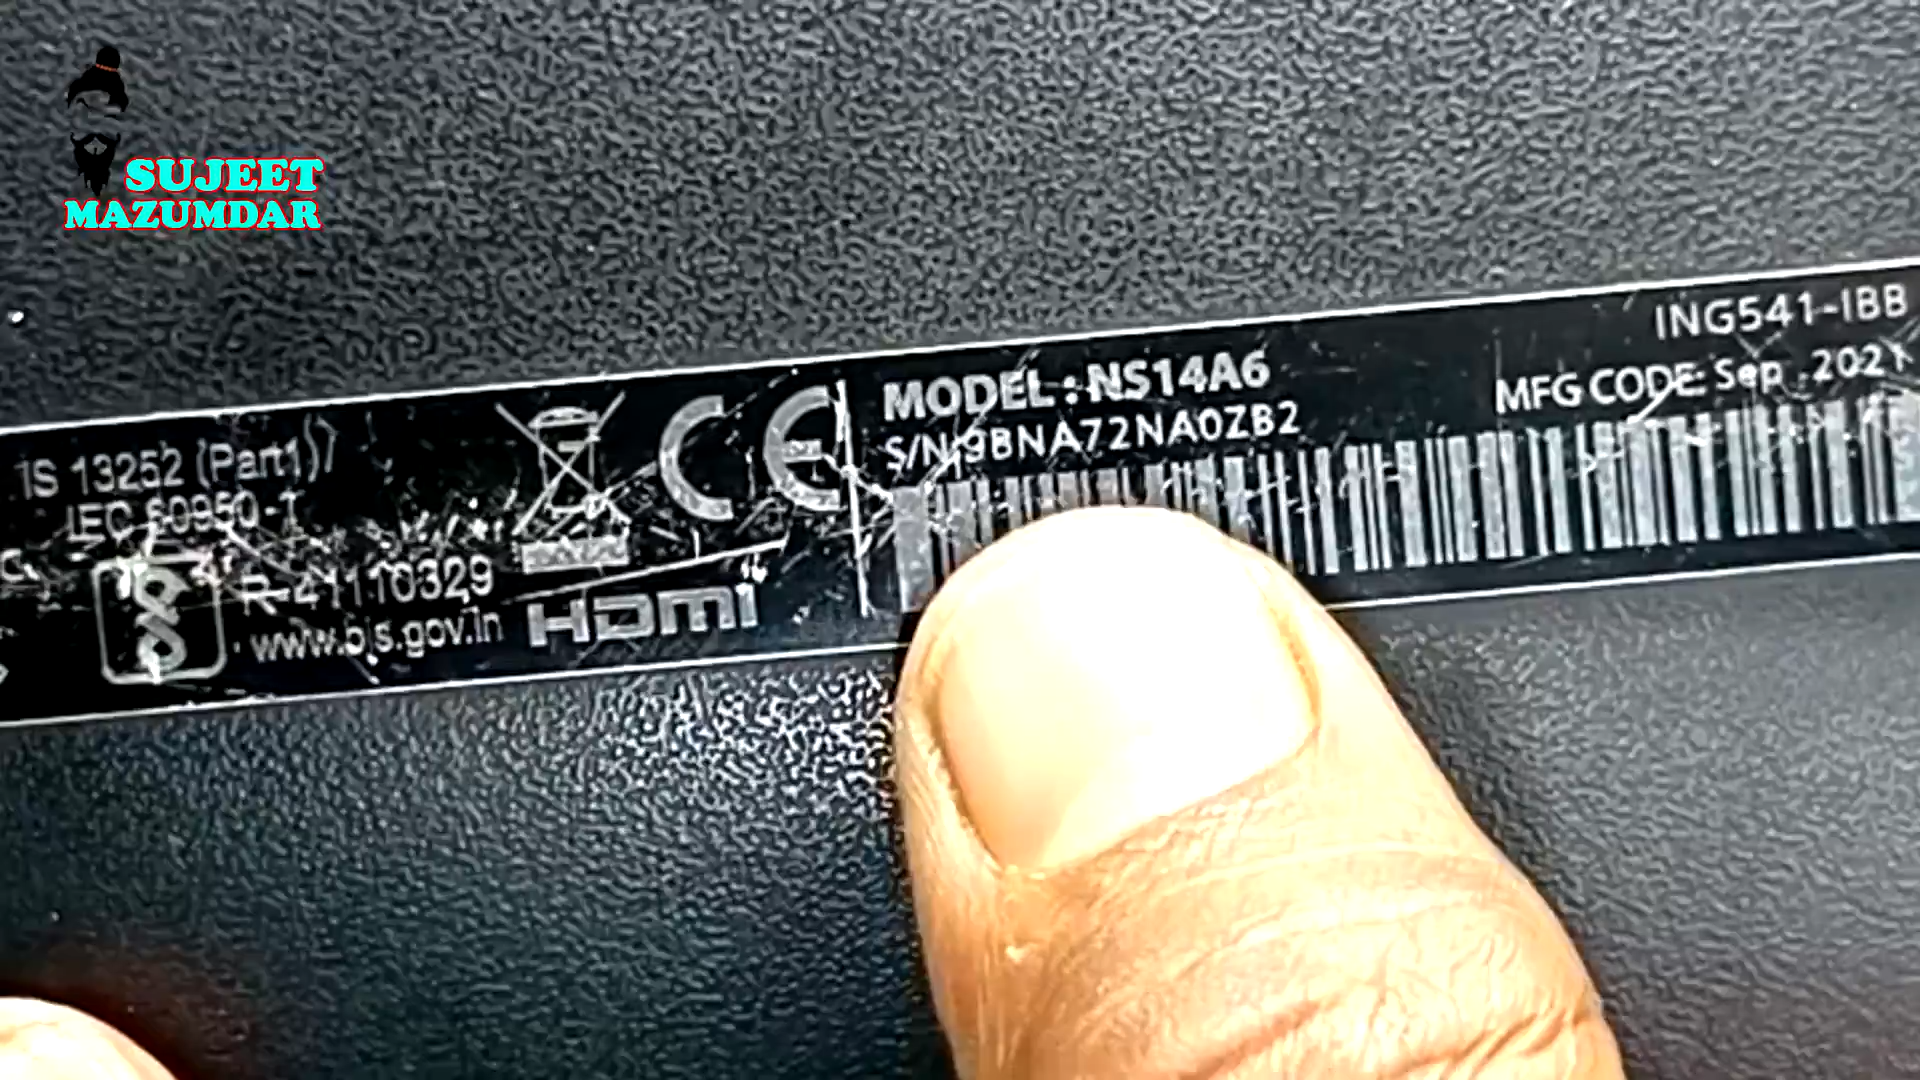 SUJEET
MAZUMDAR
IS 13252 (Part1)
IEC 60950-1
R-41110329
www.bis.gov.in
HDMI
CE
MODEL : NS14A6
S/N:9BNA72NA0ZB2
ING541-IBB
MFG CODE: Sep . 2021